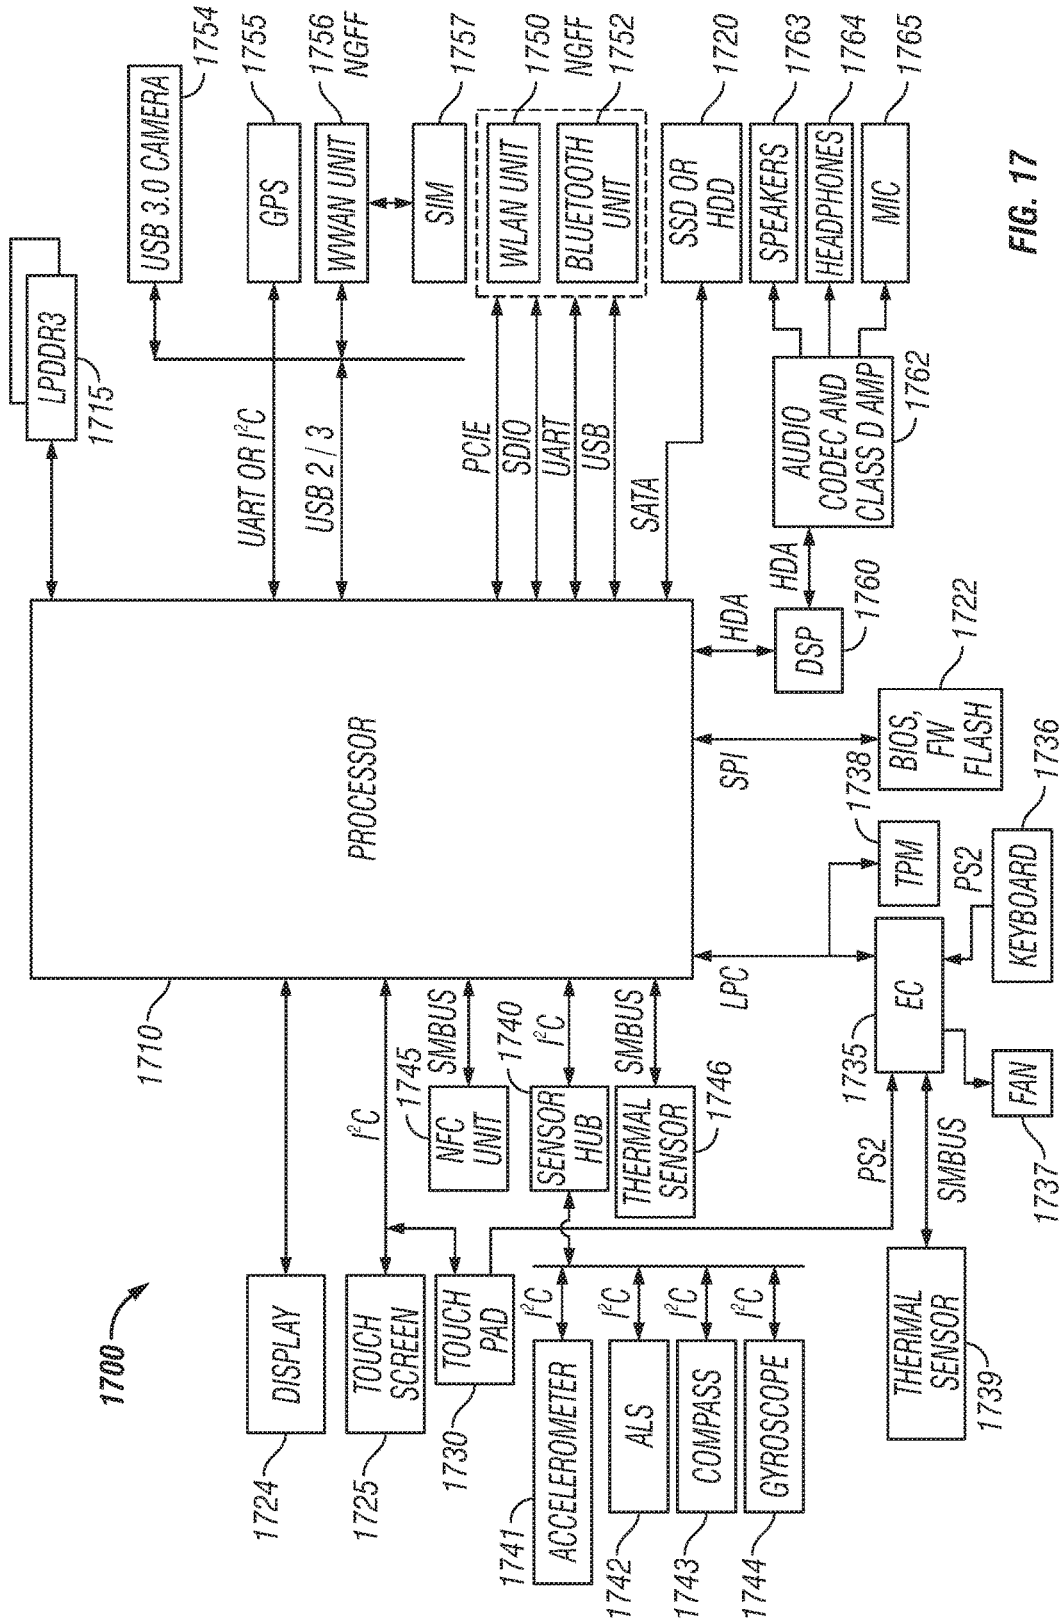 1700
LPDDR3
1715
USB 3.0 CAMERA
1754
GPS
1755
WWAN UNIT
1756
NGFF
SIM
1757
WLAN UNIT
1750
NGFF
BLUETOOTH
UNIT
1752
SSD OR
HDD
1720
SPEAKERS
1763
HEADPHONES
1764
MIC
1765
UART OR I²C
USB 2 / 3
PCIE
SDIO
UART
USB
SATA
AUDIO
CODEC AND
CLASS D AMP
1762
HDA
DSP
1760
HDA
PROCESSOR
1710
SPI
BIOS,
FW
FLASH
1722
LPC
TPM
1738
EC
1735
PS2
KEYBOARD
1736
FAN
1737
SMBUS
THERMAL
SENSOR
1739
PS2
DISPLAY
1724
I²C
TOUCH
SCREEN
1725
TOUCH
PAD
1730
SMBUS
NFC
UNIT
1745
I²C
SENSOR
HUB
1740
SMBUS
THERMAL
SENSOR
1746
I²C
ACCELEROMETER
1741
I²C
ALS
1742
I²C
COMPASS
1743
I²C
GYROSCOPE
1744
FIG. 17